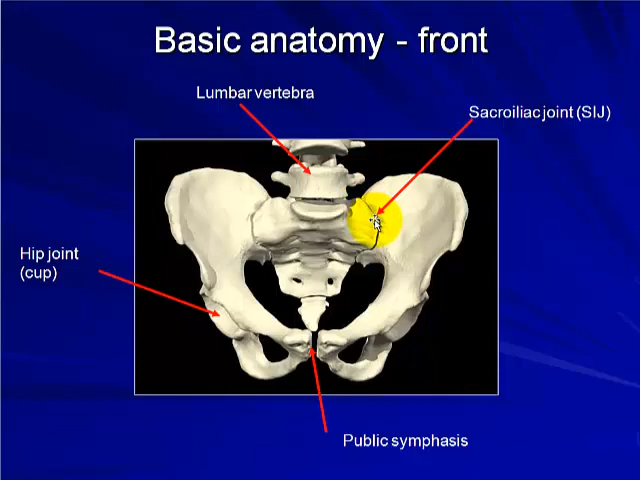 Basic anatomy - front
Lumbar vertebra
Sacroiliac joint (SIJ)
Hip joint
(cup)
Public symphasis